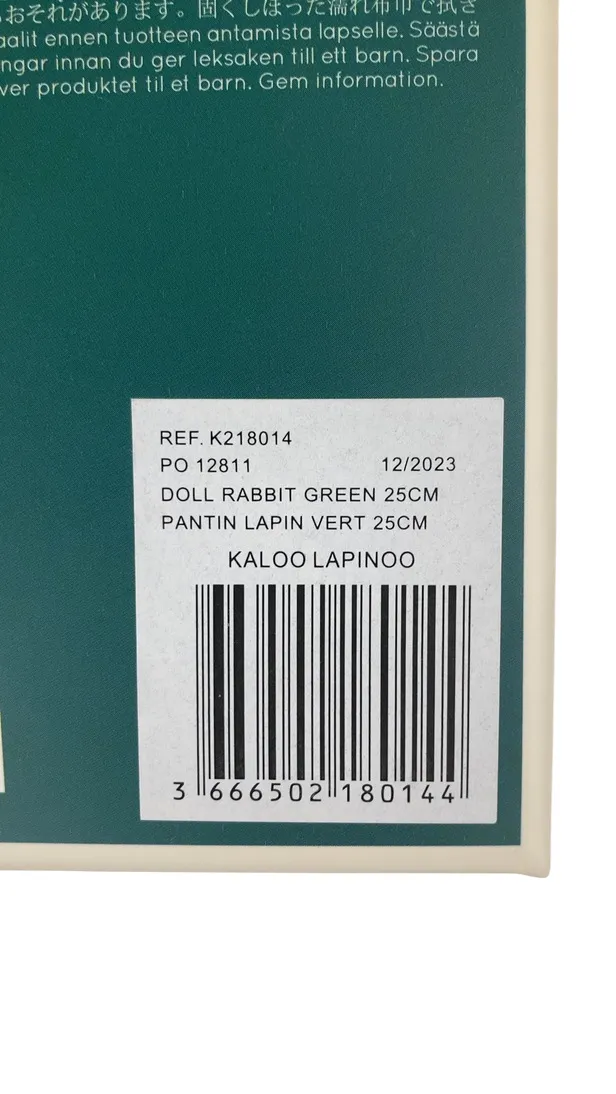 おそれがあります。固くしぼった濡れ布巾で拭き
aalit ennen tuotteen antamista lapselle. Säästä
ngar innan du ger leksaken till ett barn. Spara
ver produktet til et barn. Gem information.
REF. K218014
PO 12811 12/2023
DOLL RABBIT GREEN 25CM
PANTIN LAPIN VERT 25CM
KALOO LAPINOO
3 666502 180144